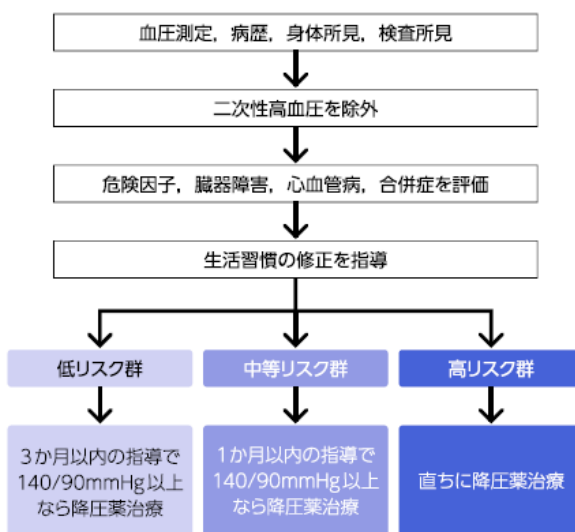 血圧測定，病歴，身体所見，検査所見
二次性高血圧を除外
危険因子，臓器障害，心血管病，合併症を評価
生活習慣の修正を指導
低リスク群
中等リスク群
高リスク群
3か月以内の指導で
140/90mmHg以上
なら降圧薬治療
1か月以内の指導で
140/90mmHg以上
なら降圧薬治療
直ちに降圧薬治療